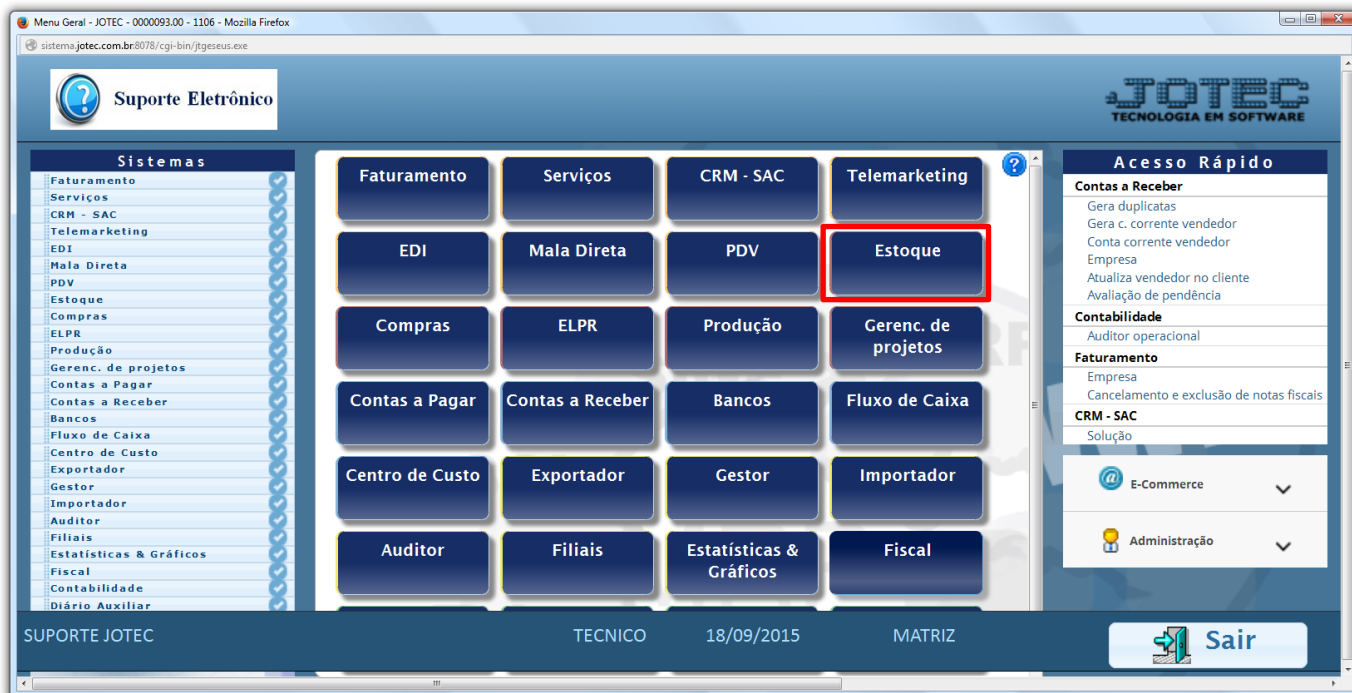 Menu Geral - JOTEC - 0000093.00 - 1106 - Mozilla Firefox
sistema.jotec.com.br:8078/cgi-bin/jtgeseus.exe
Suporte Eletrônico
JOTEC
TECNOLOGIA EM SOFTWARE
Sistemas
Faturamento
Serviços
CRM - SAC
Telemarketing
EDI
Mala Direta
PDV
Estoque
Compras
ELPR
Produção
Gerenc. de projetos
Contas a Pagar
Contas a Receber
Bancos
Fluxo de Caixa
Centro de Custo
Exportador
Gestor
Importador
Auditor
Filiais
Estatísticas & Gráficos
Fiscal
Contabilidade
Diário Auxiliar
Faturamento
Serviços
CRM - SAC
Telemarketing
EDI
Mala Direta
PDV
Estoque
Compras
ELPR
Produção
Gerenc. de
projetos
Contas a Pagar
Contas a Receber
Bancos
Fluxo de Caixa
Centro de Custo
Exportador
Gestor
Importador
Auditor
Filiais
Estatísticas &
Gráficos
Fiscal
Acesso Rápido
Contas a Receber
Gera duplicatas
Gera c. corrente vendedor
Conta corrente vendedor
Empresa
Atualiza vendedor no cliente
Avaliação de pendência
Contabilidade
Auditor operacional
Faturamento
Empresa
Cancelamento e exclusão de notas fiscais
CRM - SAC
Solução
E-Commerce
Administração
SUPORTE JOTEC
TECNICO
18/09/2015
MATRIZ
Sair